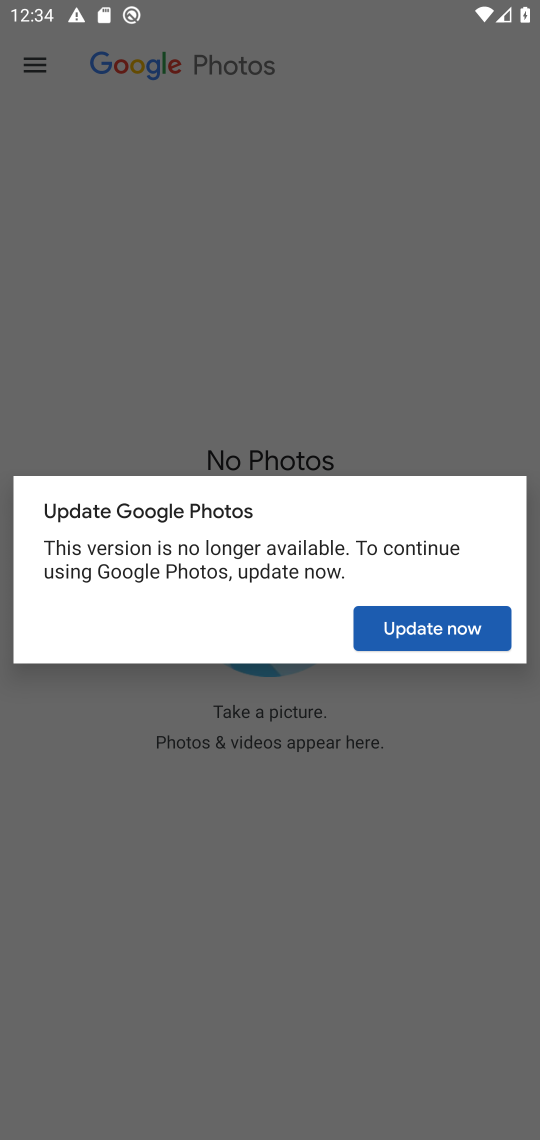 12:34
Google Photos
No Photos
Update Google Photos
This version is no longer available. To continue
using Google Photos, update now.
Update now
Take a picture.
Photos & videos appear here.